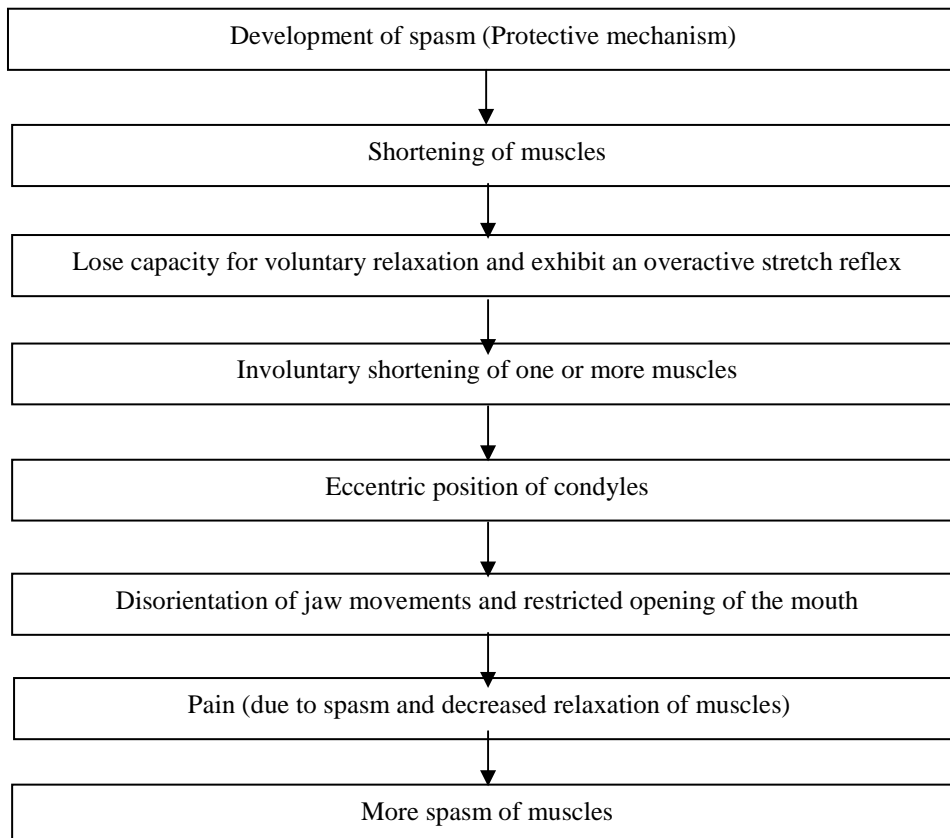 Development of spasm (Protective mechanism)
Shortening of muscles
Lose capacity for voluntary relaxation and exhibit an overactive stretch reflex
Involuntary shortening of one or more muscles
Eccentric position of condyles
Disorientation of jaw movements and restricted opening of the mouth
Pain (due to spasm and decreased relaxation of muscles)
More spasm of muscles